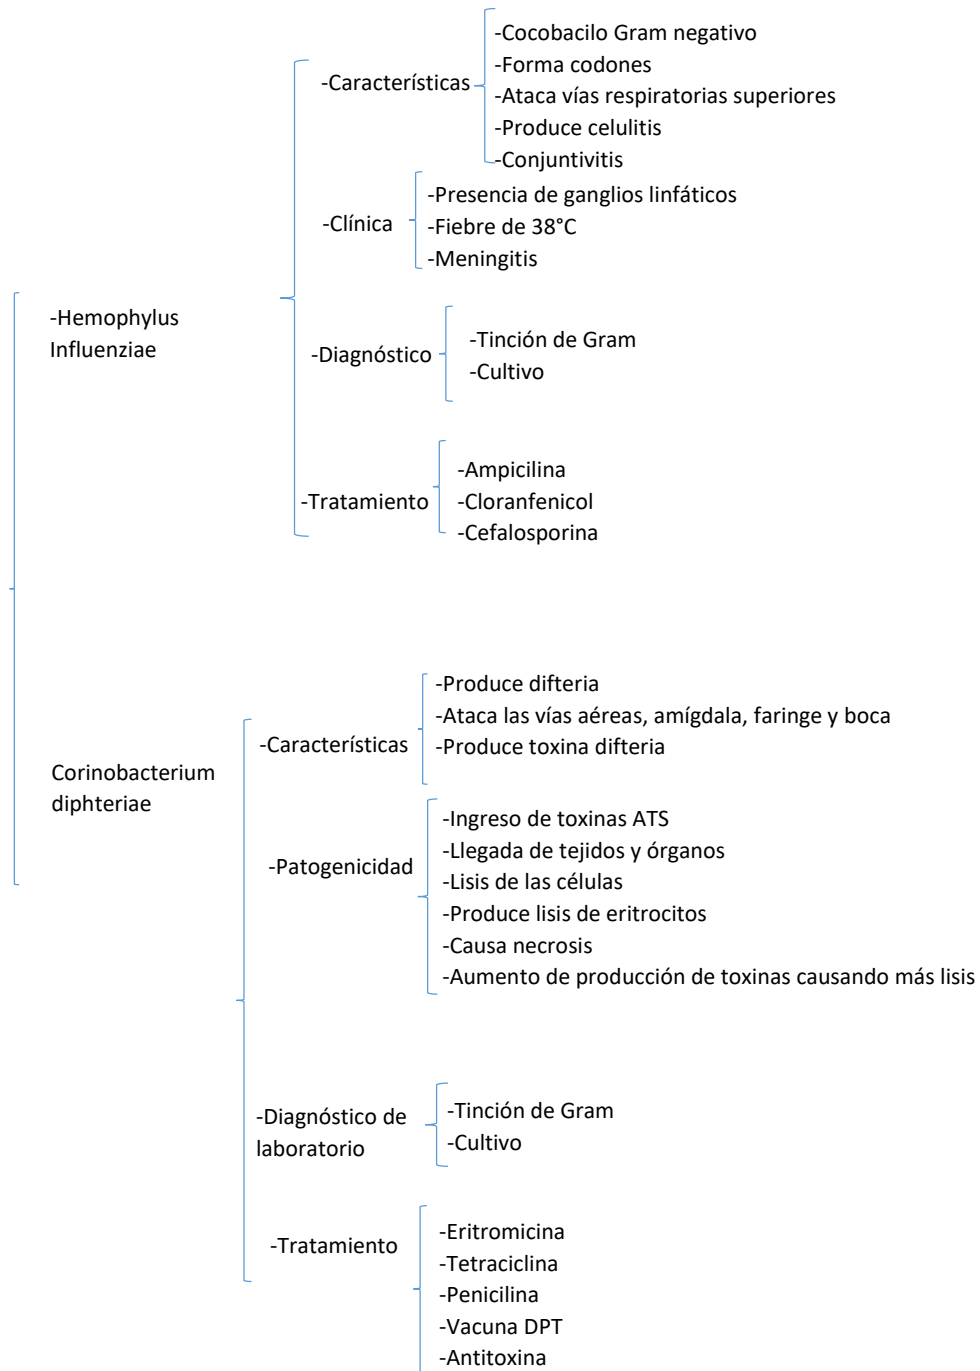 -Hemophylus
Influenziae
-Características
-Cocobacilo Gram negativo
-Forma codones
-Ataca vías respiratorias superiores
-Produce celulitis
-Conjuntivitis
-Clínica
-Presencia de ganglios linfáticos
-Fiebre de 38°C
-Meningitis
-Diagnóstico
-Tinción de Gram
-Cultivo
-Tratamiento
-Ampicilina
-Cloranfenicol
-Cefalosporina
Corinobacterium
diphteriae
-Características
-Produce difteria
-Ataca las vías aéreas, amígdala, faringe y boca
-Produce toxina difteria
-Patogenicidad
-Ingreso de toxinas ATS
-Llegada de tejidos y órganos
-Lisis de las células
-Produce lisis de eritrocitos
-Causa necrosis
-Aumento de producción de toxinas causando más lisis
-Diagnóstico de
laboratorio
-Tinción de Gram
-Cultivo
-Tratamiento
-Eritromicina
-Tetraciclina
-Penicilina
-Vacuna DPT
-Antitoxina